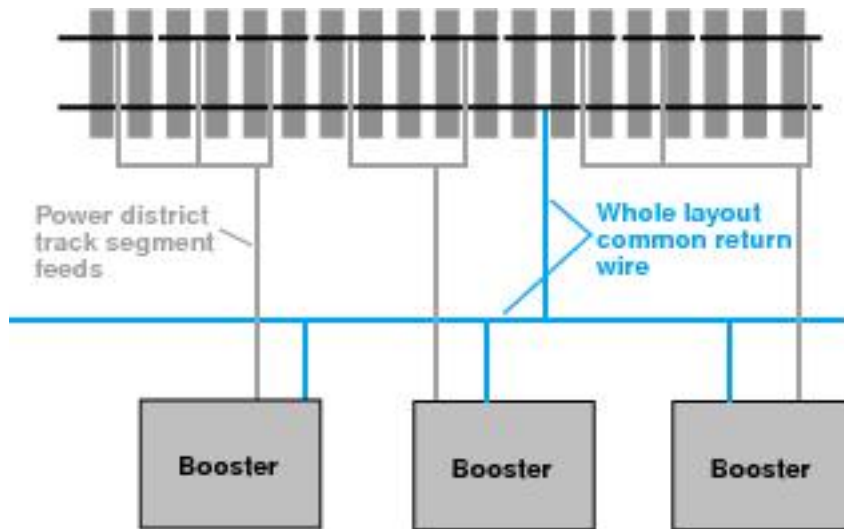 Power district
track segment
feeds
Whole layout
common return
wire
Booster
Booster
Booster